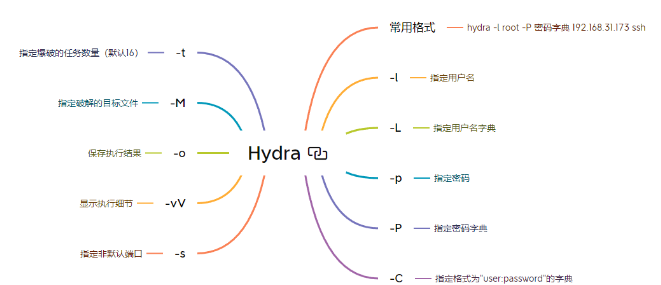 Hydra
常用格式 hydra -l root -P 密码字典 192.168.31.173 ssh
-l 指定用户名
-L 指定用户名字典
-p 指定密码
-P 指定密码字典
-C 指定格式为"user:password"的字典
指定爆破的任务数量（默认16） -t
指定破解的目标文件 -M
保存执行结果 -o
显示执行细节 -vV
指定非默认端口 -s